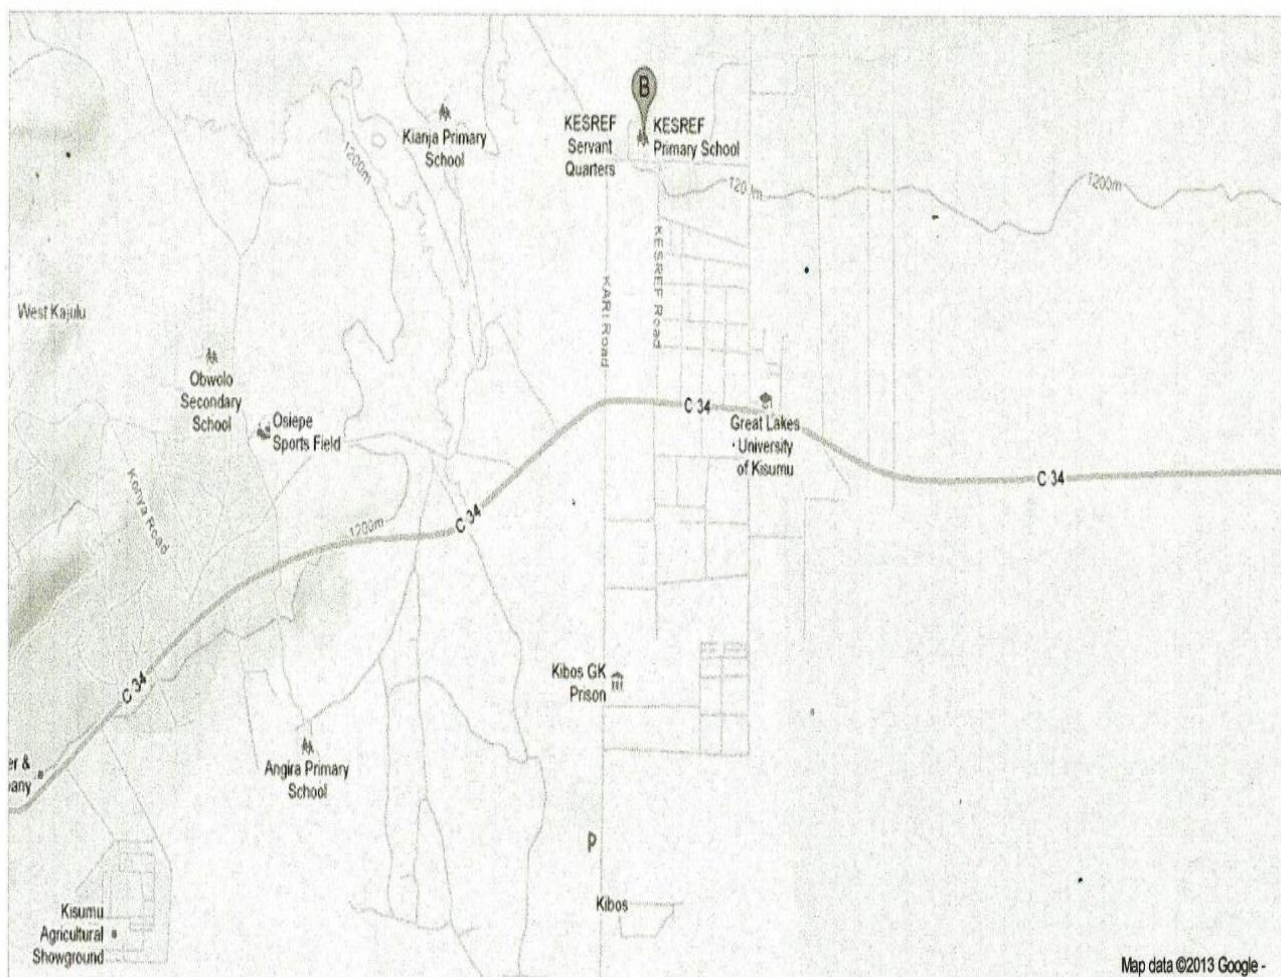 B
Kianja Primary
School
KESREF
Servant
Quarters
KESREF
Primary School
1200m
1200m
West Kajulu
KARI Road
KESREF Road
Obwolo
Secondary
School
Osiepe
Sports Field
C 34
Great Lakes
University
of Kisumu
Konya Road
1200m
C 34
C 34
Kibos GK
Prison
C 34
er &
any
Angira Primary
School
P
Kisumu
Agricultural
Showground
Kibos
Map data ©2013 Google -